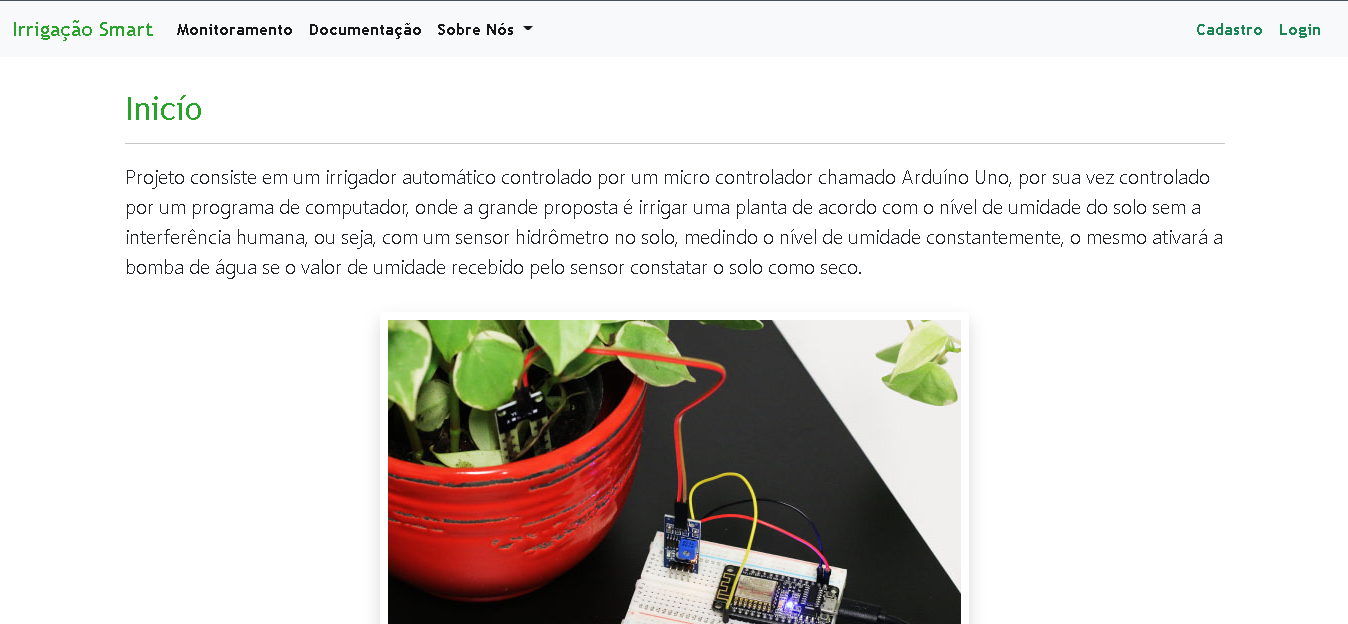 Irrigação Smart Monitoramento Documentação Sobre Nós Cadastro Login
Inicío
Projeto consiste em um irrigador automático controlado por um micro controlador chamado Arduíno Uno, por sua vez controlado
por um programa de computador, onde a grande proposta é irrigar uma planta de acordo com o nível de umidade do solo sem a
interferência humana, ou seja, com um sensor hidrômetro no solo, medindo o nível de umidade constantemente, o mesmo ativará a
bomba de água se o valor de umidade recebido pelo sensor constatar o solo como seco.